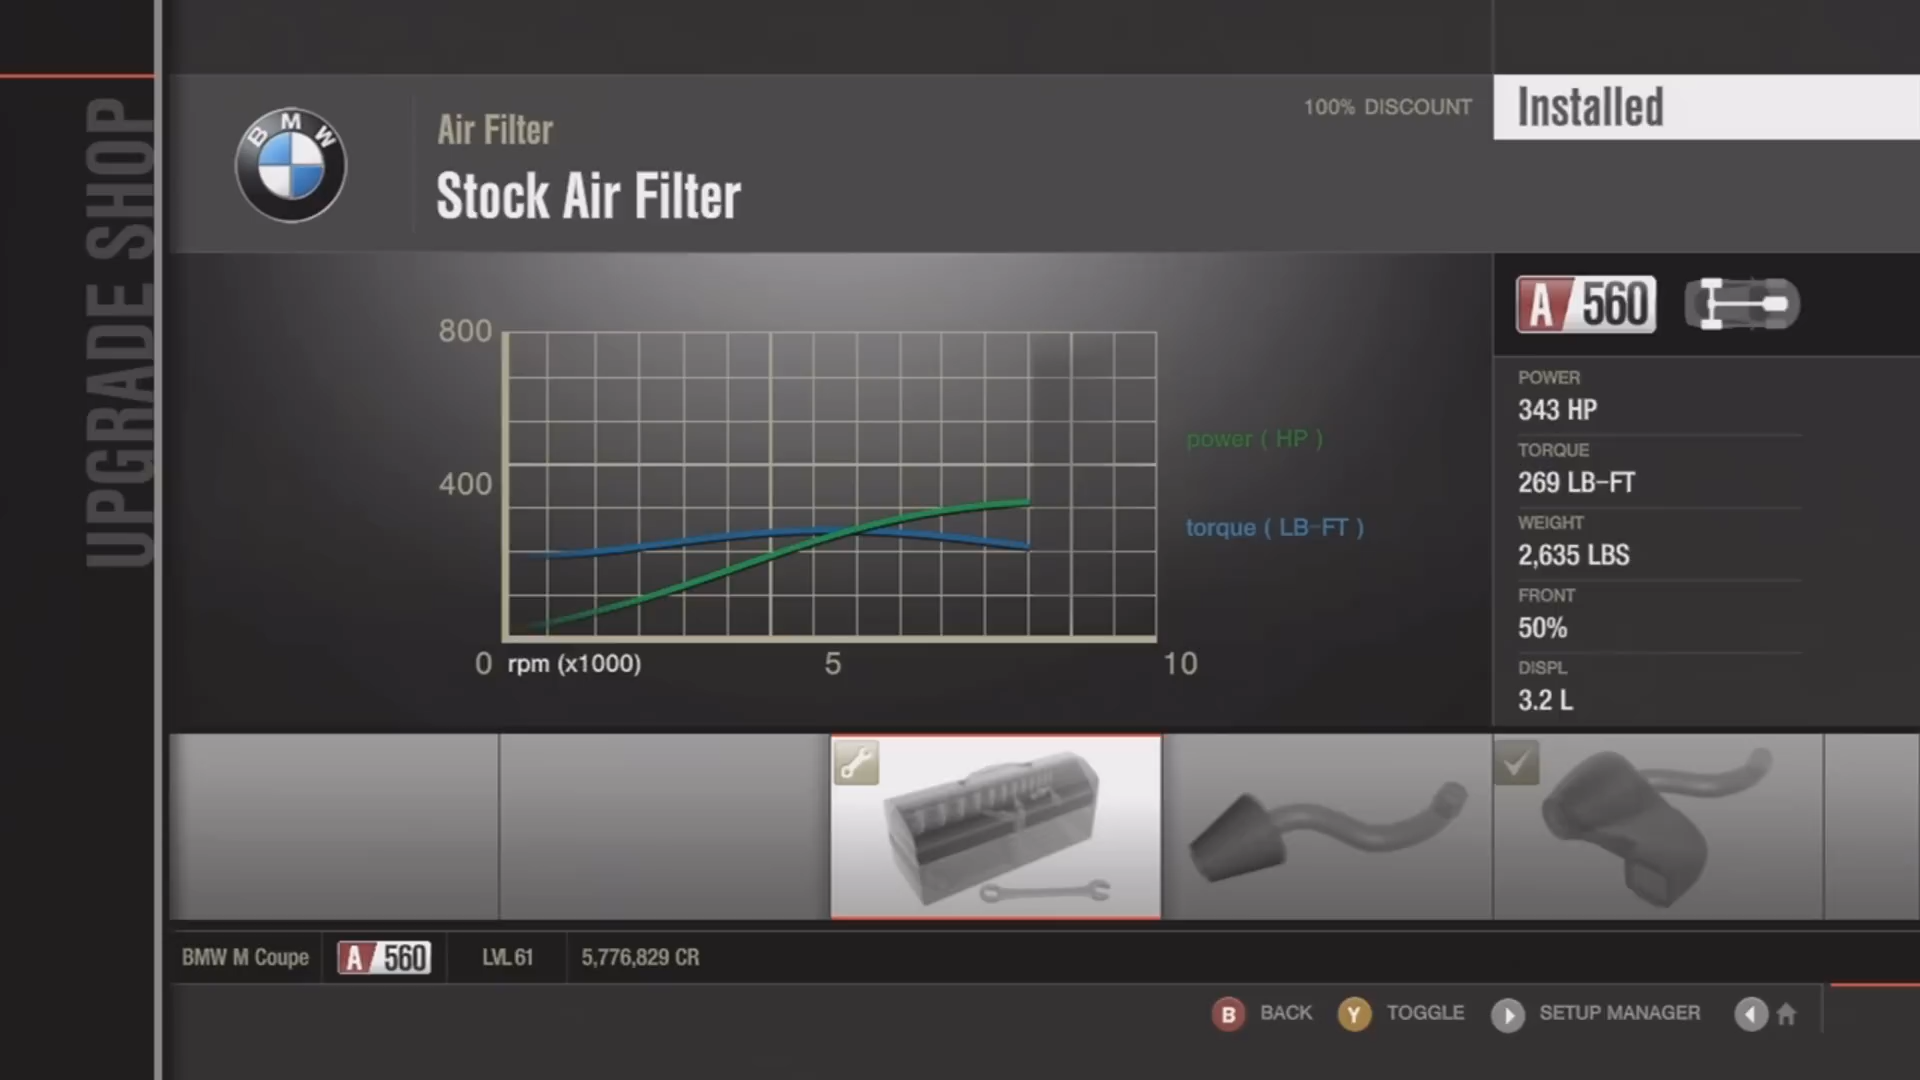 UPGRADE SHOP
BMW
Air Filter
Stock Air Filter
100% DISCOUNT
Installed
A 560
POWER
343 HP
TORQUE
269 LB-FT
WEIGHT
2,635 LBS
FRONT
50%
DISPL
3.2 L
800
400
0
rpm (x1000)
5
10
power ( HP )
torque ( LB-FT )
BMW M Coupe
A 560
LVL 61
5,776,829 CR
B BACK
Y TOGGLE
SETUP MANAGER